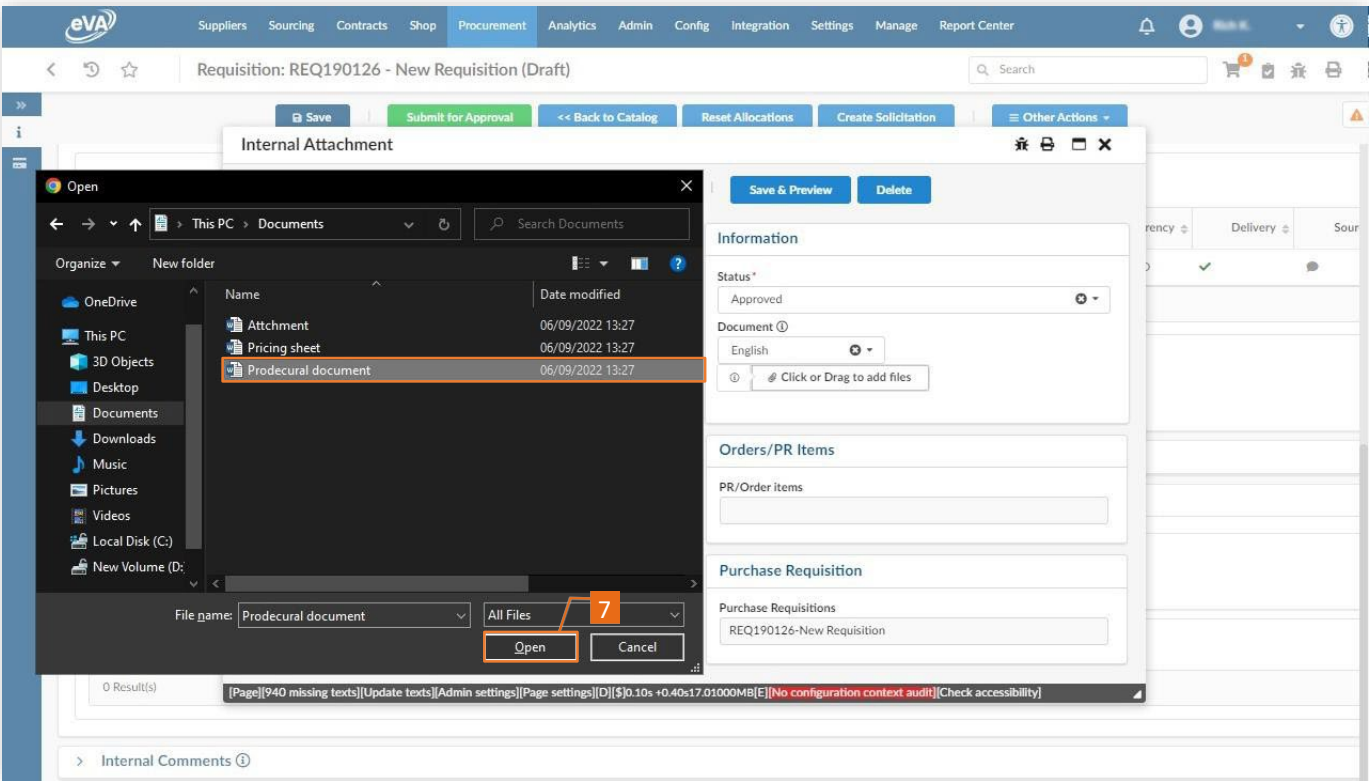 eVA Suppliers Sourcing Contracts Shop Procurement Analytics Admin Config Integration Settings Manage Report Center
Requisition: REQ190126 - New Requisition (Draft) Search 1
Save Submit for Approval << Back to Catalog Reset Allocations Create Solicitation Other Actions
Internal Attachment
Open
Save & Preview Delete
This PC > Documents Search Documents
Information
rency Delivery Sour
Organize New folder
Status*
Name Date modified
OneDrive
Approved
Attchment 06/09/2022 13:27
Document
This PC
Pricing sheet 06/09/2022 13:27
English
3D Objects
Prodecural document 06/09/2022 13:27
Click or Drag to add files
Desktop
Documents
Downloads
Orders/PR Items
Music
PR/Order items
Pictures
Videos
Local Disk (C:)
New Volume (D:
Purchase Requisition
Purchase Requisitions
File name: Prodecural document All Files 7
REQ190126-New Requisition
Open Cancel
0 Result(s)
[Page][940 missing texts][Update texts][Admin settings][Page settings][D][$]0.10s +0.40s17.01000MB[E][No configuration context audit][Check accessibility]
> Internal Comments